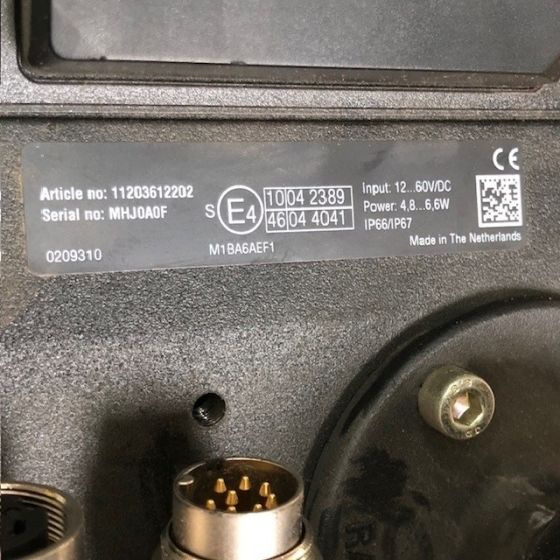 Article no: 11203612202
Serial no: MHJ0A0F
0209310
S E4 10 04 2389
46 04 4041
M1BA6AEF1
Input: 12...60V/DC
Power: 4,8...6,6W
IP66/IP67
CE
Made in The Netherlands
RA